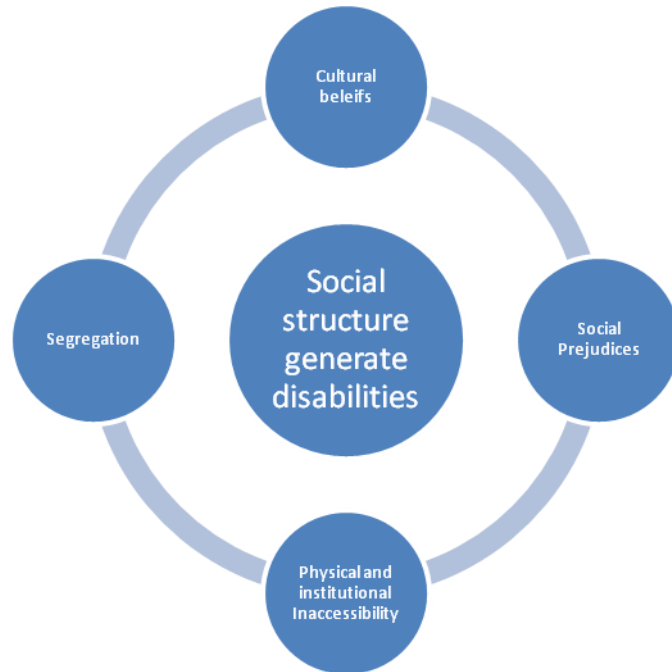 Cultural
beleifs
Social
structure
generate
disabilities
Segregation
Social
Prejudices
Physical and
institutional
Inaccessibility